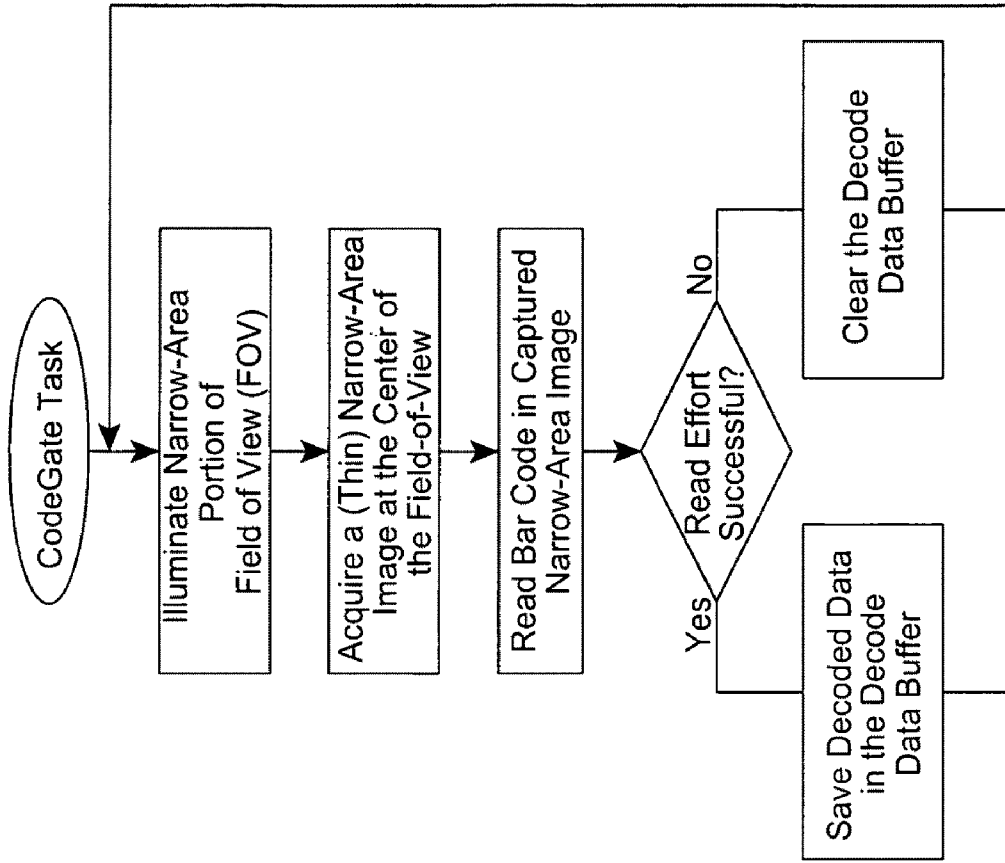 CodeGate Task
Illuminate Narrow-Area
Portion of
Field of View (FOV)
Acquire a (Thin) Narrow-Area
Image at the Center of
the Field-of-View
Read Bar Code in Captured
Narrow-Area Image
Read Effort
Successful?
Yes
No
Save Decoded Data
in the Decode
Data Buffer
Clear the Decode
Data Buffer